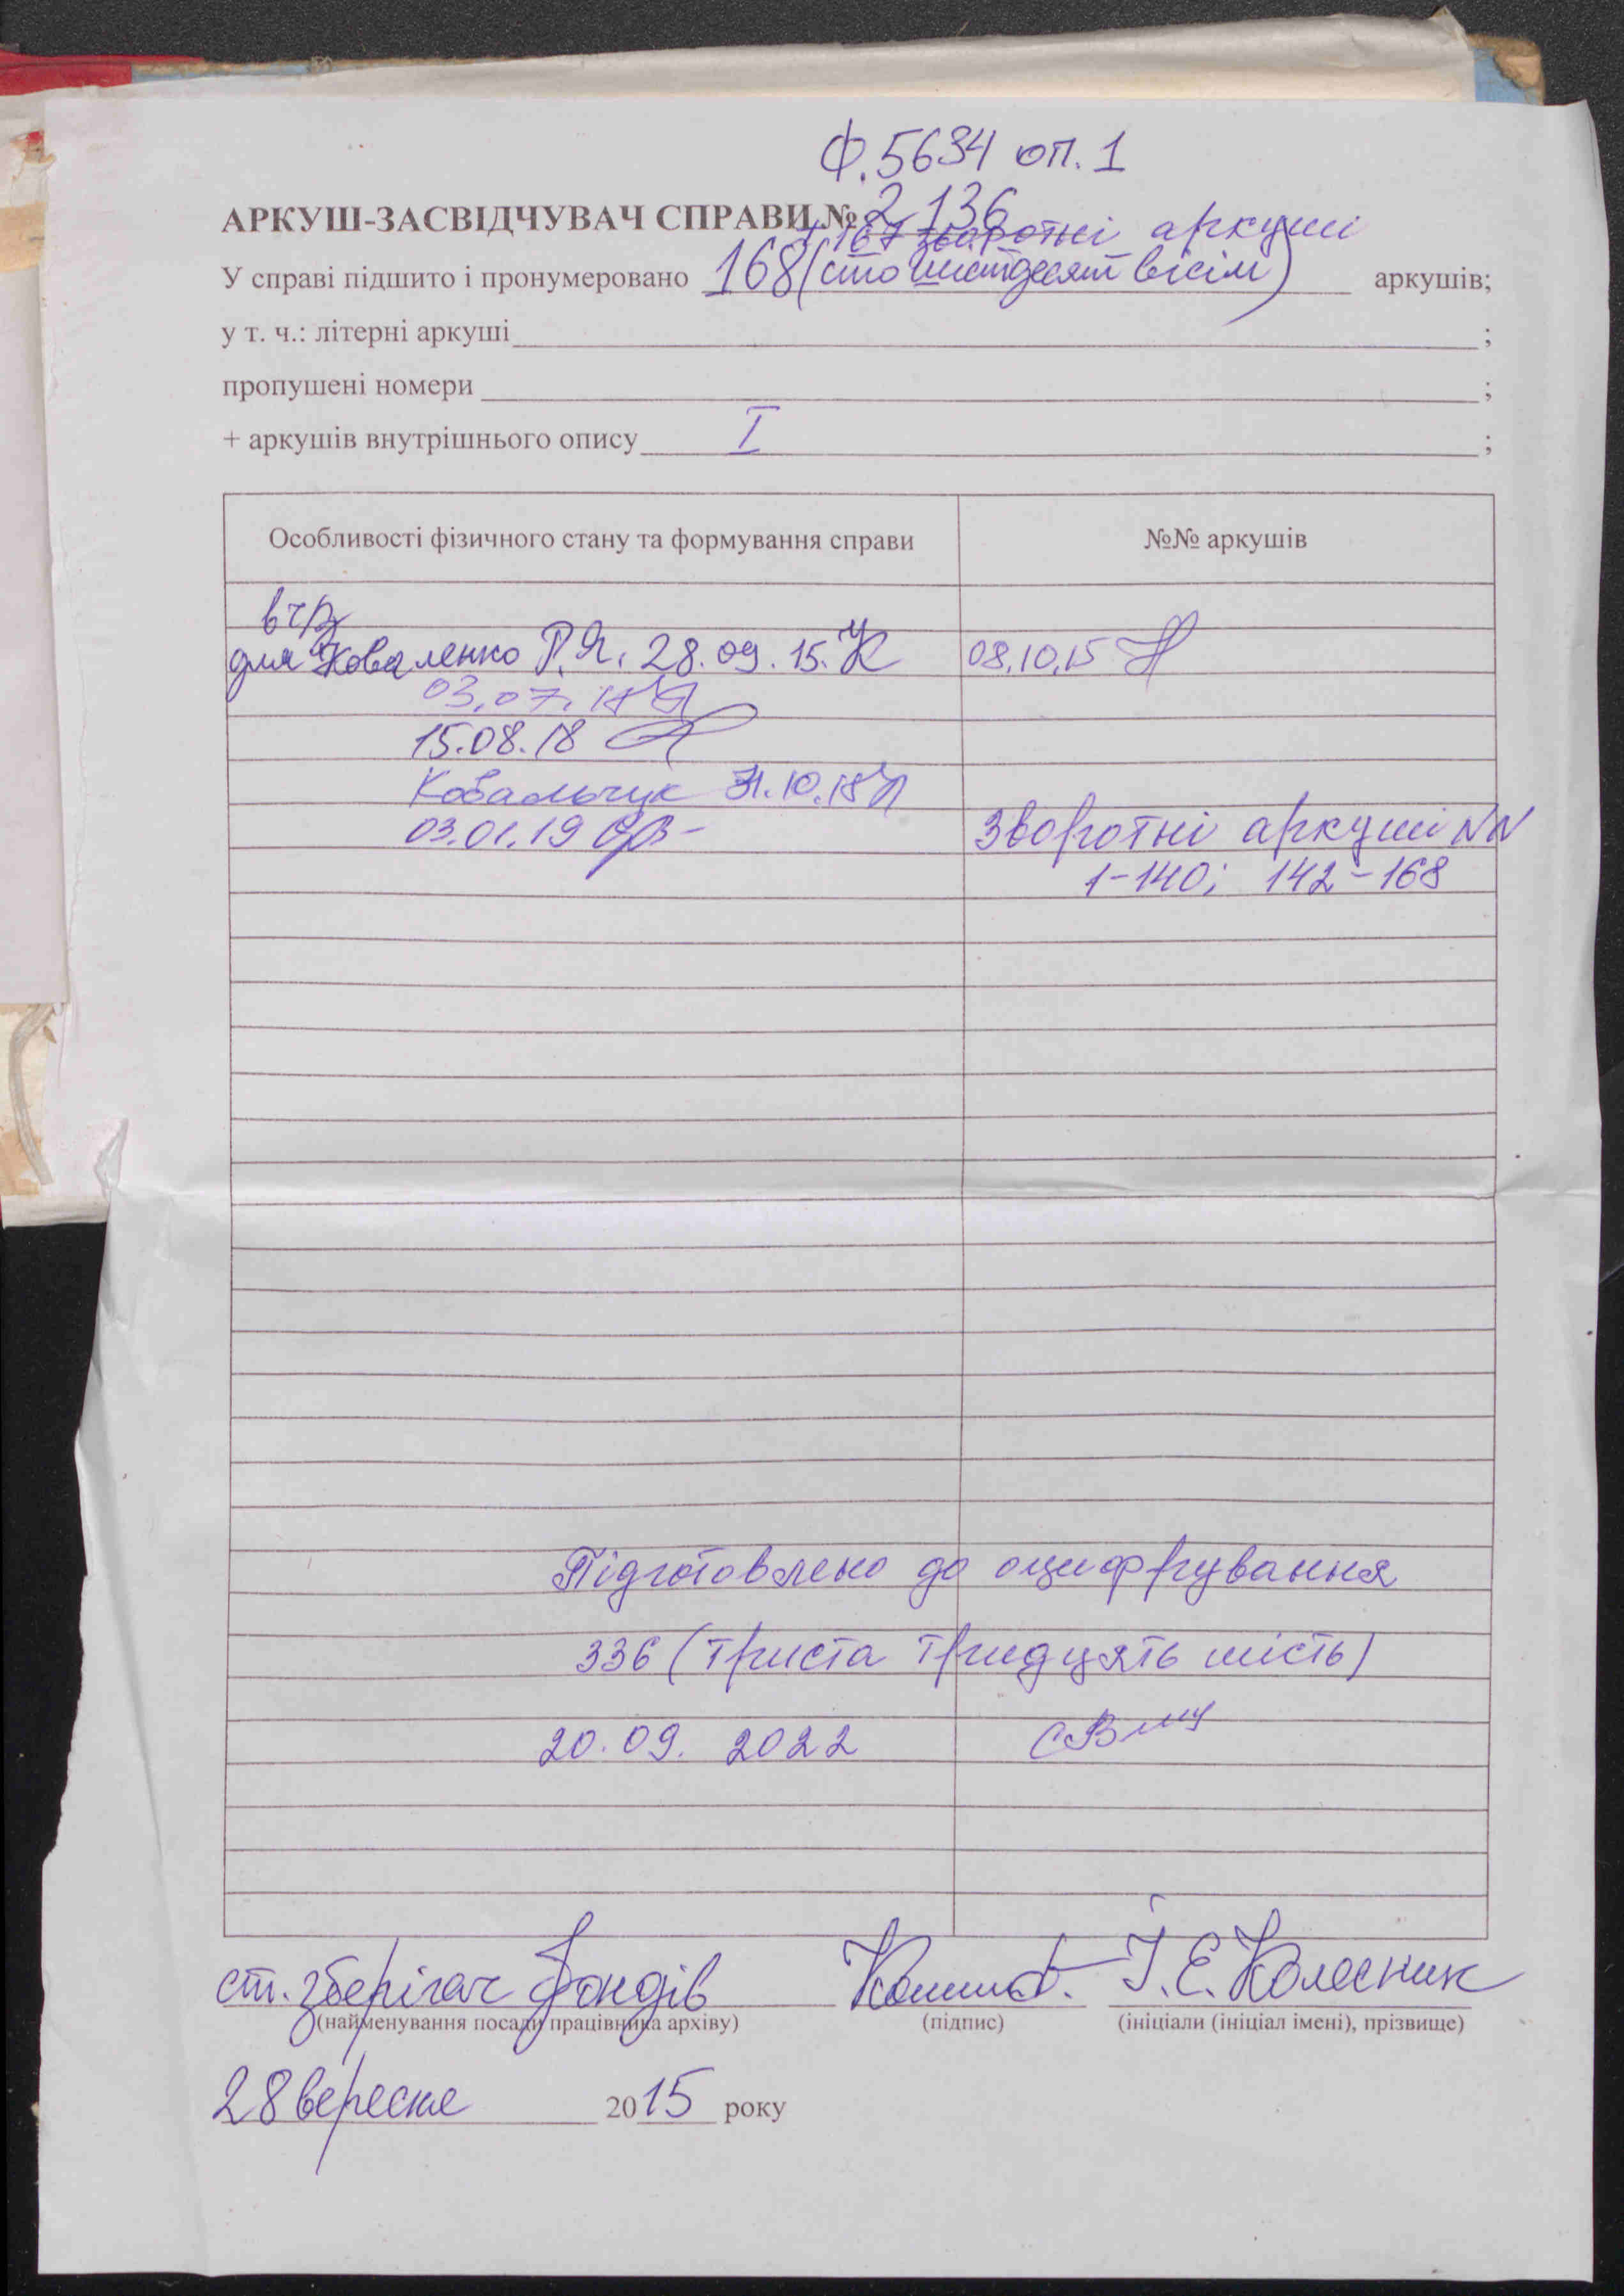 Ф. 5634 оп. 1
АРКУШ-ЗАСВІДЧУВАЧ СПРАВИ № 2136
+ 167 зворотні аркуші
У справі підшито і пронумеровано 168 (сто шістдесят вісім) аркушів;
у т. ч.: літерні аркуші ;
пропущені номери ;
+ аркушів внутрішнього опису I ;
Особливості фізичного стану та формування справи №№ аркушів
для Коваленко Р.Я. 28.09.15. 08.10.15
03.07.18
15.08.18
Ковальчук 31.10.18
03.01.19 Зворотні аркуші NN
1-140; 142-168
Підготовлено до оцифрування
336 (триста тридцять шість)
20.09.2022
ст. зберігач фондів І. Е. Колесник
(найменування посади працівника архіву) (підпис) (ініціали (ініціал імені), прізвище)
28 вересня 2015 року